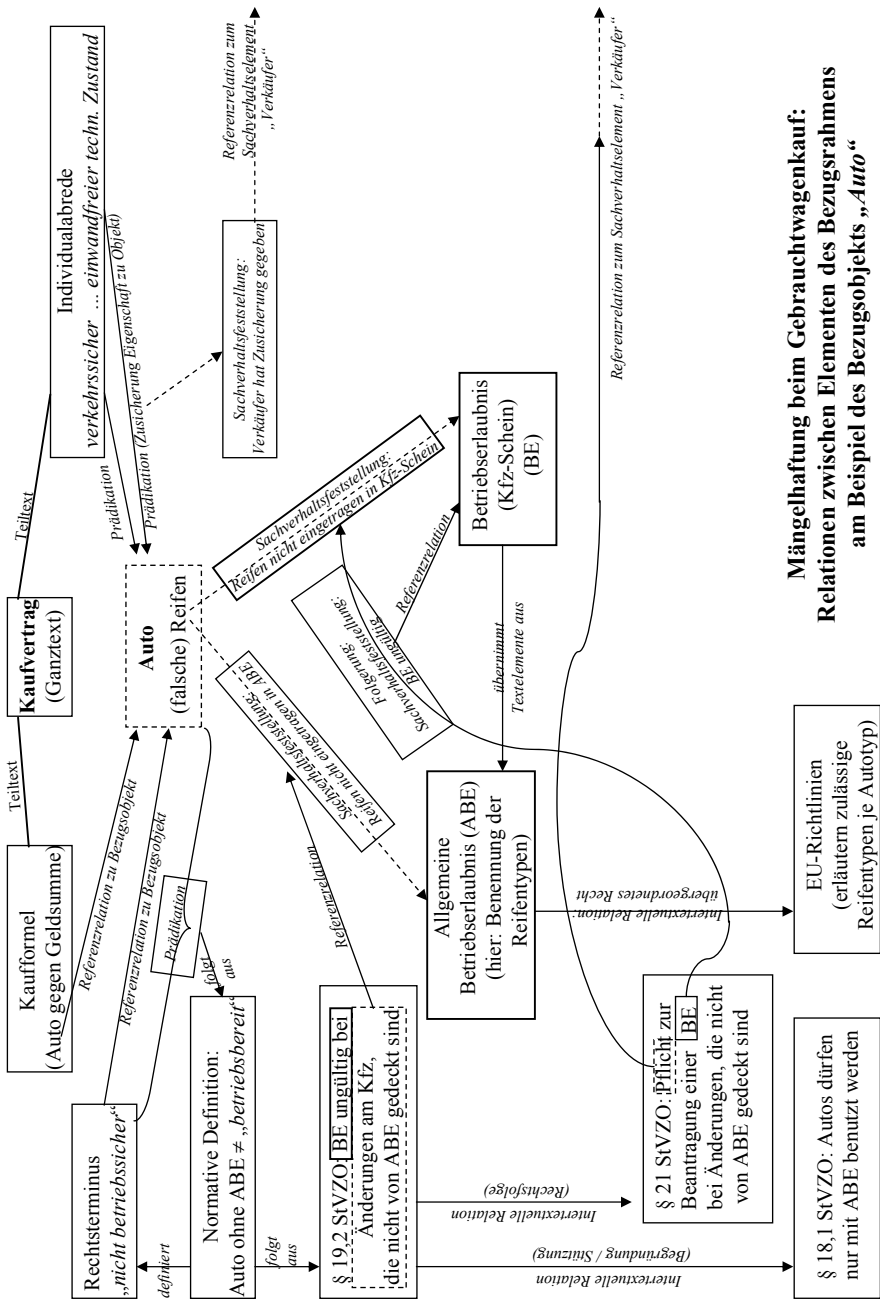 Kaufformel
(Auto gegen Geldsumme)
Teiltext
Kaufvertrag
(Ganztext)
Teiltext
Individualabrede
verkehrssicher ... einwandfreier techn. Zustand
Rechtsterminus
„nicht betriebssicher“
Referenzrelation zu Bezugsobjekt
Referenzrelation zu Bezugsobjekt
Prädikation
Auto
(falsche) Reifen
Prädikation
Prädikation (Zusicherung Eigenschaft zu Objekt)
definiert
folgt
aus
Normative Definition:
Auto ohne ABE ≠ „betriebsbereit“
Sachverhaltsfeststellung:
Verkäufer hat Zusicherung gegeben
Referenzrelation zum
Sachverhaltselement
„Verkäufer“
folgt
aus
§ 19,2 StVZO: BE ungültig bei
Änderungen am Kfz,
die nicht von ABE gedeckt sind
Referenzrelation
Sachverhaltsfeststellung:
Reifen nicht eingetragen in ABE
Sachverhaltsfeststellung:
Reifen nicht eingetragen in Kfz-Schein
Folgerung:
Sachverhaltsfeststellung:
BE ungültig
Referenzrelation
Allgemeine
Betriebserlaubnis (ABE)
(hier: Benennung der
Reifentypen)
übernimmt
Textelemente aus
Betriebserlaubnis
(Kfz-Schein)
(BE)
Intertextuelle Relation
(Rechtsfolge)
Intertextuelle Relation
(Begründung / Stützung)
Intertextuelle Relation:
übergeordnetes Recht
Referenzrelation zum Sachverhaltselement „Verkäufer“
§ 21 StVZO: Pflicht zur
Beantragung einer BE
bei Änderungen, die nicht
von ABE gedeckt sind
§ 18,1 StVZO: Autos dürfen
nur mit ABE benutzt werden
EU-Richtlinien
(erläutern zulässige
Reifentypen je Autotyp)
Mängelhaftung beim Gebrauchtwagenkauf:
Relationen zwischen Elementen des Bezugsrahmens
am Beispiel des Bezugsobjekts „Auto“